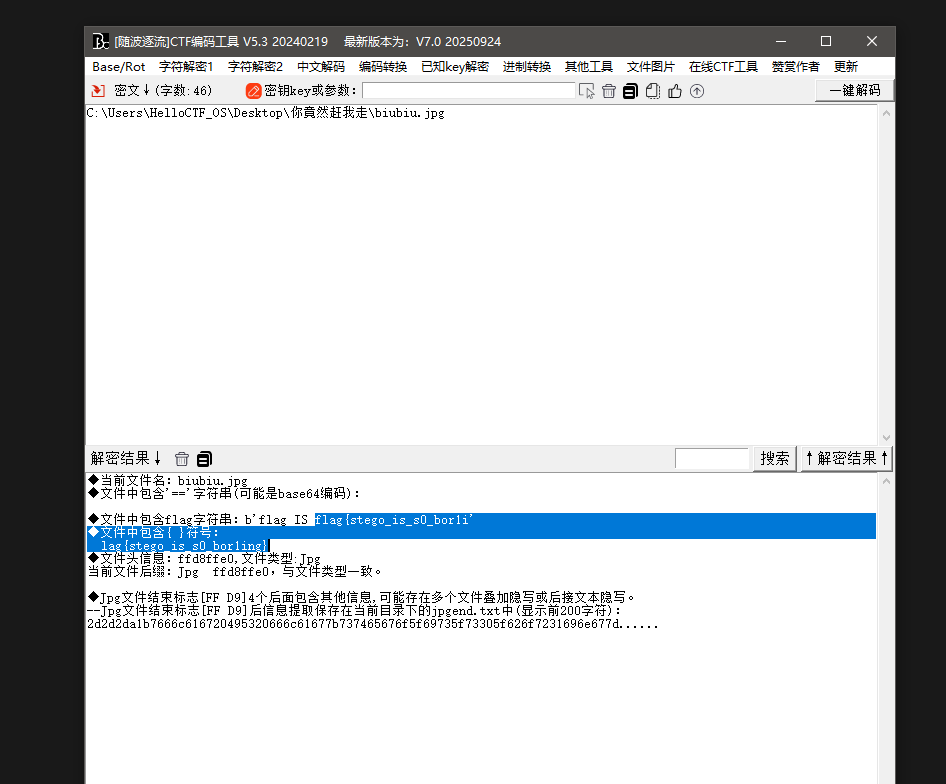 [随波逐流]CTF编码工具 V5.3 20240219 最新版本为：V7.0 20250924
Base/Rot 字符解密1 字符解密2 中文解码 编码转换 已知key解密 进制转换 其他工具 文件图片 在线CTF工具 赞赏作者 更新
密文↓(字数:46) 密钥key或参数: 一键解码
C:\Users\HelloCTF_OS\Desktop\你竟然赶我走\biubiu.jpg
解密结果↓ 搜索 ↑解密结果↑
◆当前文件名：biubiu.jpg
◆文件中包含'=='字符串(可能是base64编码)：
◆文件中包含flag字符串：b'flag IS flag{stego_is_s0_bor1i'
◆文件中包含{ }符号：
lag{stego_is_s0_bor1ing}
◆文件头信息：ffd8ffe0,文件类型:Jpg
当前文件后缀：Jpg ffd8ffe0，与文件类型一致。
◆Jpg文件结束标志[FF D9]4个后面包含其他信息,可能存在多个文件叠加隐写或后接文本隐写。
--Jpg文件结束标志[FF D9]后信息提取保存在当前目录下的jpgend.txt中(显示前200字符)：
2d2d2da1b7666c616720495320666c61677b737465676f5f69735f73305f626f7231696e677d......